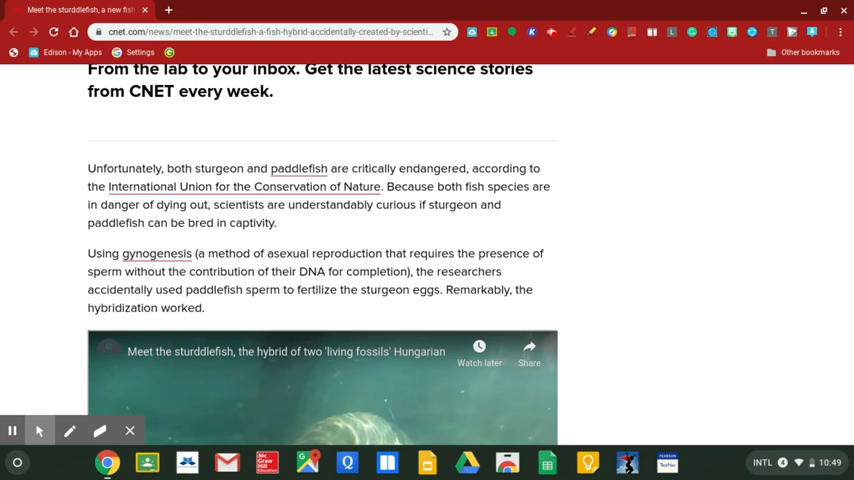 Meet the sturddlefish, a new fish
cnet.com/news/meet-the-sturddlefish-a-fish-hybrid-accidentally-created-by-scienti...
Edison - My Apps Settings Other bookmarks
From the lab to your inbox. Get the latest science stories
from CNET every week.
Unfortunately, both sturgeon and paddlefish are critically endangered, according to
the International Union for the Conservation of Nature. Because both fish species are
in danger of dying out, scientists are understandably curious if sturgeon and
paddlefish can be bred in captivity.
Using gynogenesis (a method of asexual reproduction that requires the presence of
sperm without the contribution of their DNA for completion), the researchers
accidentally used paddlefish sperm to fertilize the sturgeon eggs. Remarkably, the
hybridization worked.
Meet the sturddlefish, the hybrid of two 'living fossils' Hungarian
Watch later Share
Mc Graw Hill Education
INTL 4 10:49